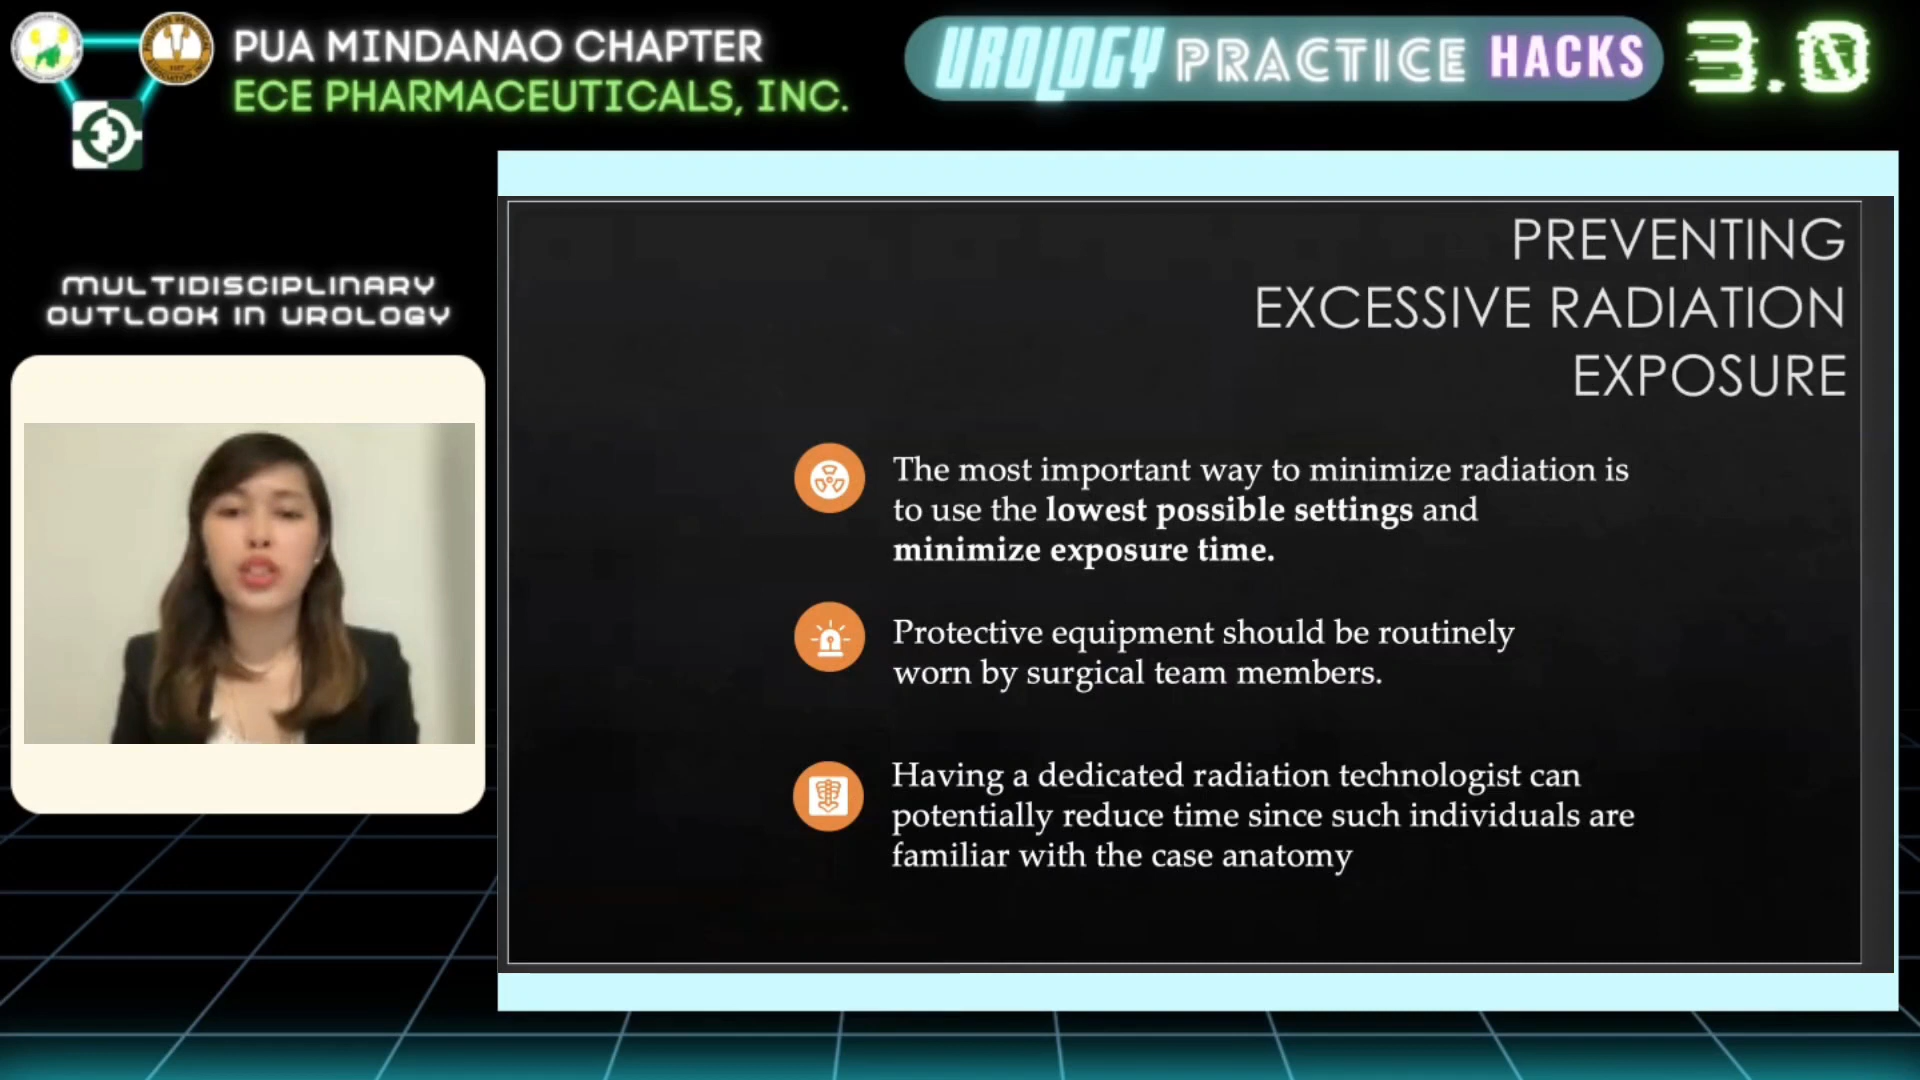 PUA MINDANAO CHAPTER
ECE PHARMACEUTICALS, INC.
UROLOGY PRACTICE HACKS 3.0
MULTIDISCIPLINARY
OUTLOOK IN UROLOGY
PREVENTING
EXCESSIVE RADIATION
EXPOSURE
The most important way to minimize radiation is
to use the lowest possible settings and
minimize exposure time.
Protective equipment should be routinely
worn by surgical team members.
Having a dedicated radiation technologist can
potentially reduce time since such individuals are
familiar with the case anatomy